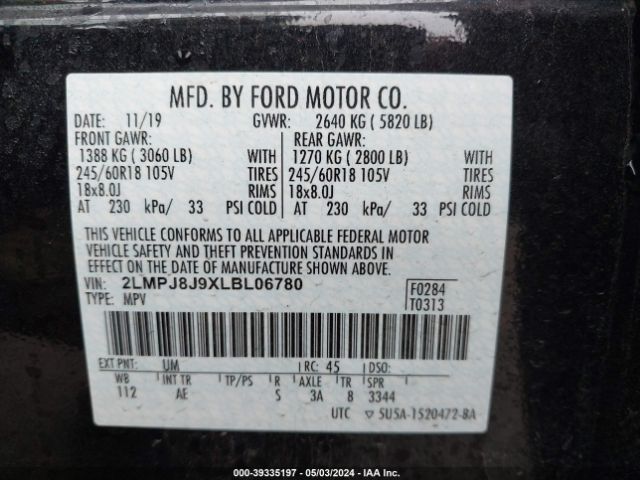 MFD. BY FORD MOTOR CO.
DATE: 11/19 GVWR: 2640 KG ( 5820 LB)
FRONT GAWR: REAR GAWR:
1388 KG ( 3060 LB) WITH 1270 KG ( 2800 LB) WITH
245/60R18 105V TIRES 245/60R18 105V TIRES
18x8.0J RIMS 18x8.0J RIMS
AT 230 kPa/ 33 PSI COLD AT 230 kPa/ 33 PSI COLD
THIS VEHICLE CONFORMS TO ALL APPLICABLE FEDERAL MOTOR
VEHICLE SAFETY AND THEFT PREVENTION STANDARDS IN
EFFECT ON THE DATE OF MANUFACTURE SHOWN ABOVE.
VIN: 2LMPJ8J9XLBL06780 F0284
TYPE: MPV T0313
EXT PNT: UM RC: 45 DSO:
WB INT TR TP/PS R AXLE TR SPR
112 AE S 3A 8 3344
UTC ▽ SU5A-1520472-BA
000-39335197 - 05/03/2024 - IAA Inc.